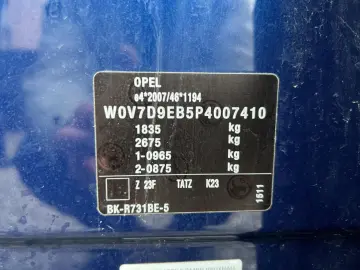 OPEL
e4*2007/46*1194
W0V7D9EB5P4007410
1835 kg
2675 kg
1-0965 kg
2-0875 kg
Z 23F TATZ K23
BK-R731BE-5
1511